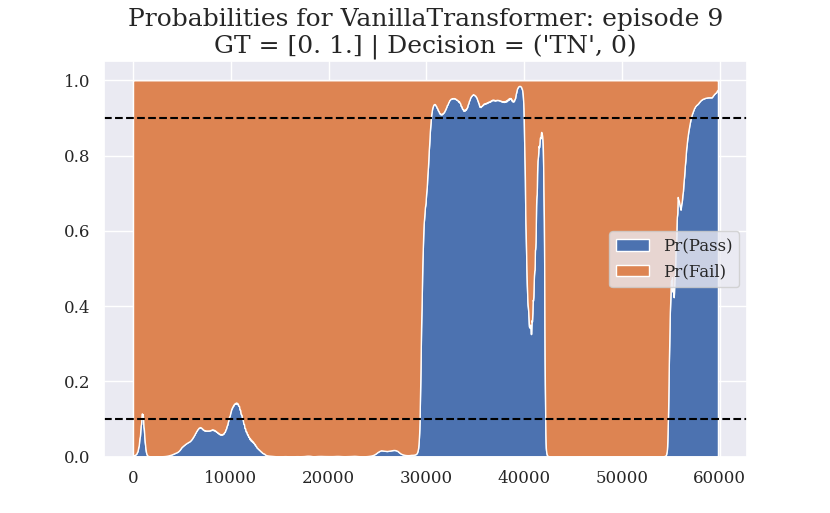 Probabilities for VanillaTransformer: episode 9
GT = [0. 1.] | Decision = ('TN', 0)
1.0
0.8
0.6
0.4
0.2
0.0
Pr(Pass)
Pr(Fail)
0 10000 20000 30000 40000 50000 60000